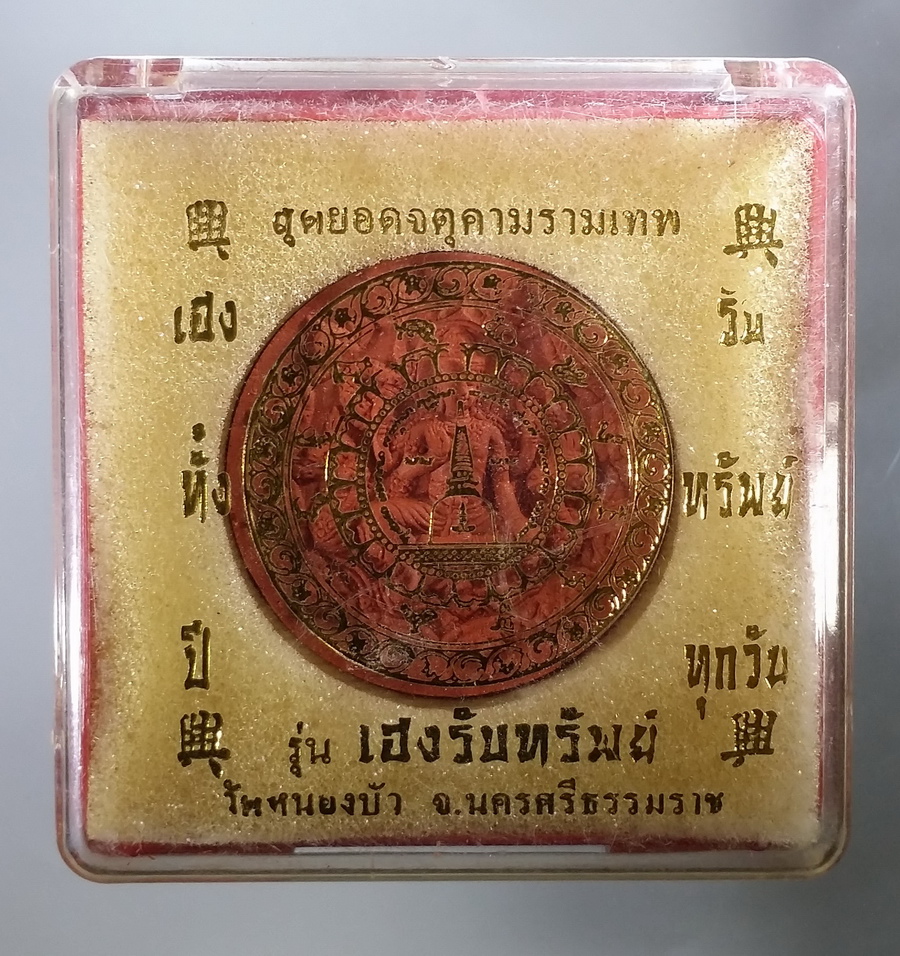 興 สุดยอดจตุคามรามเทพ 興
เฮง รับ
ทั้ง ทรัพย์
ปี ทุกวัน
興 รุ่น เฮงรับทรัพย์ 興
วัดหนองบัว จ.นครศรีธรรมราช